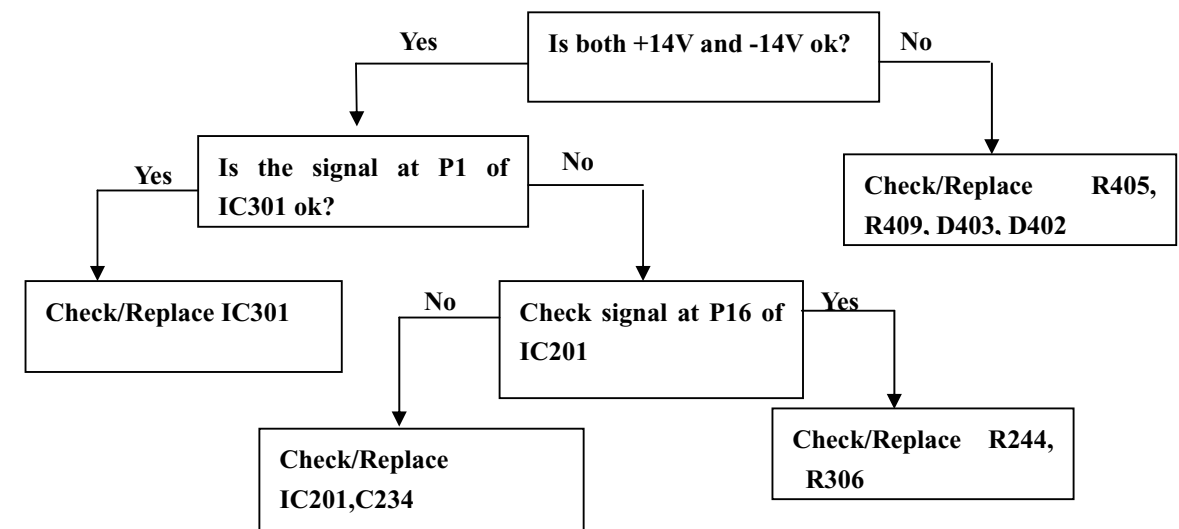 Yes
Is both +14V and -14V ok?
No
Yes
Is the signal at P1 of
IC301 ok?
No
Check/Replace R405,
R409, D403, D402
Check/Replace IC301
No
Check signal at P16 of
IC201
Yes
Check/Replace
IC201,C234
Check/Replace R244,
R306